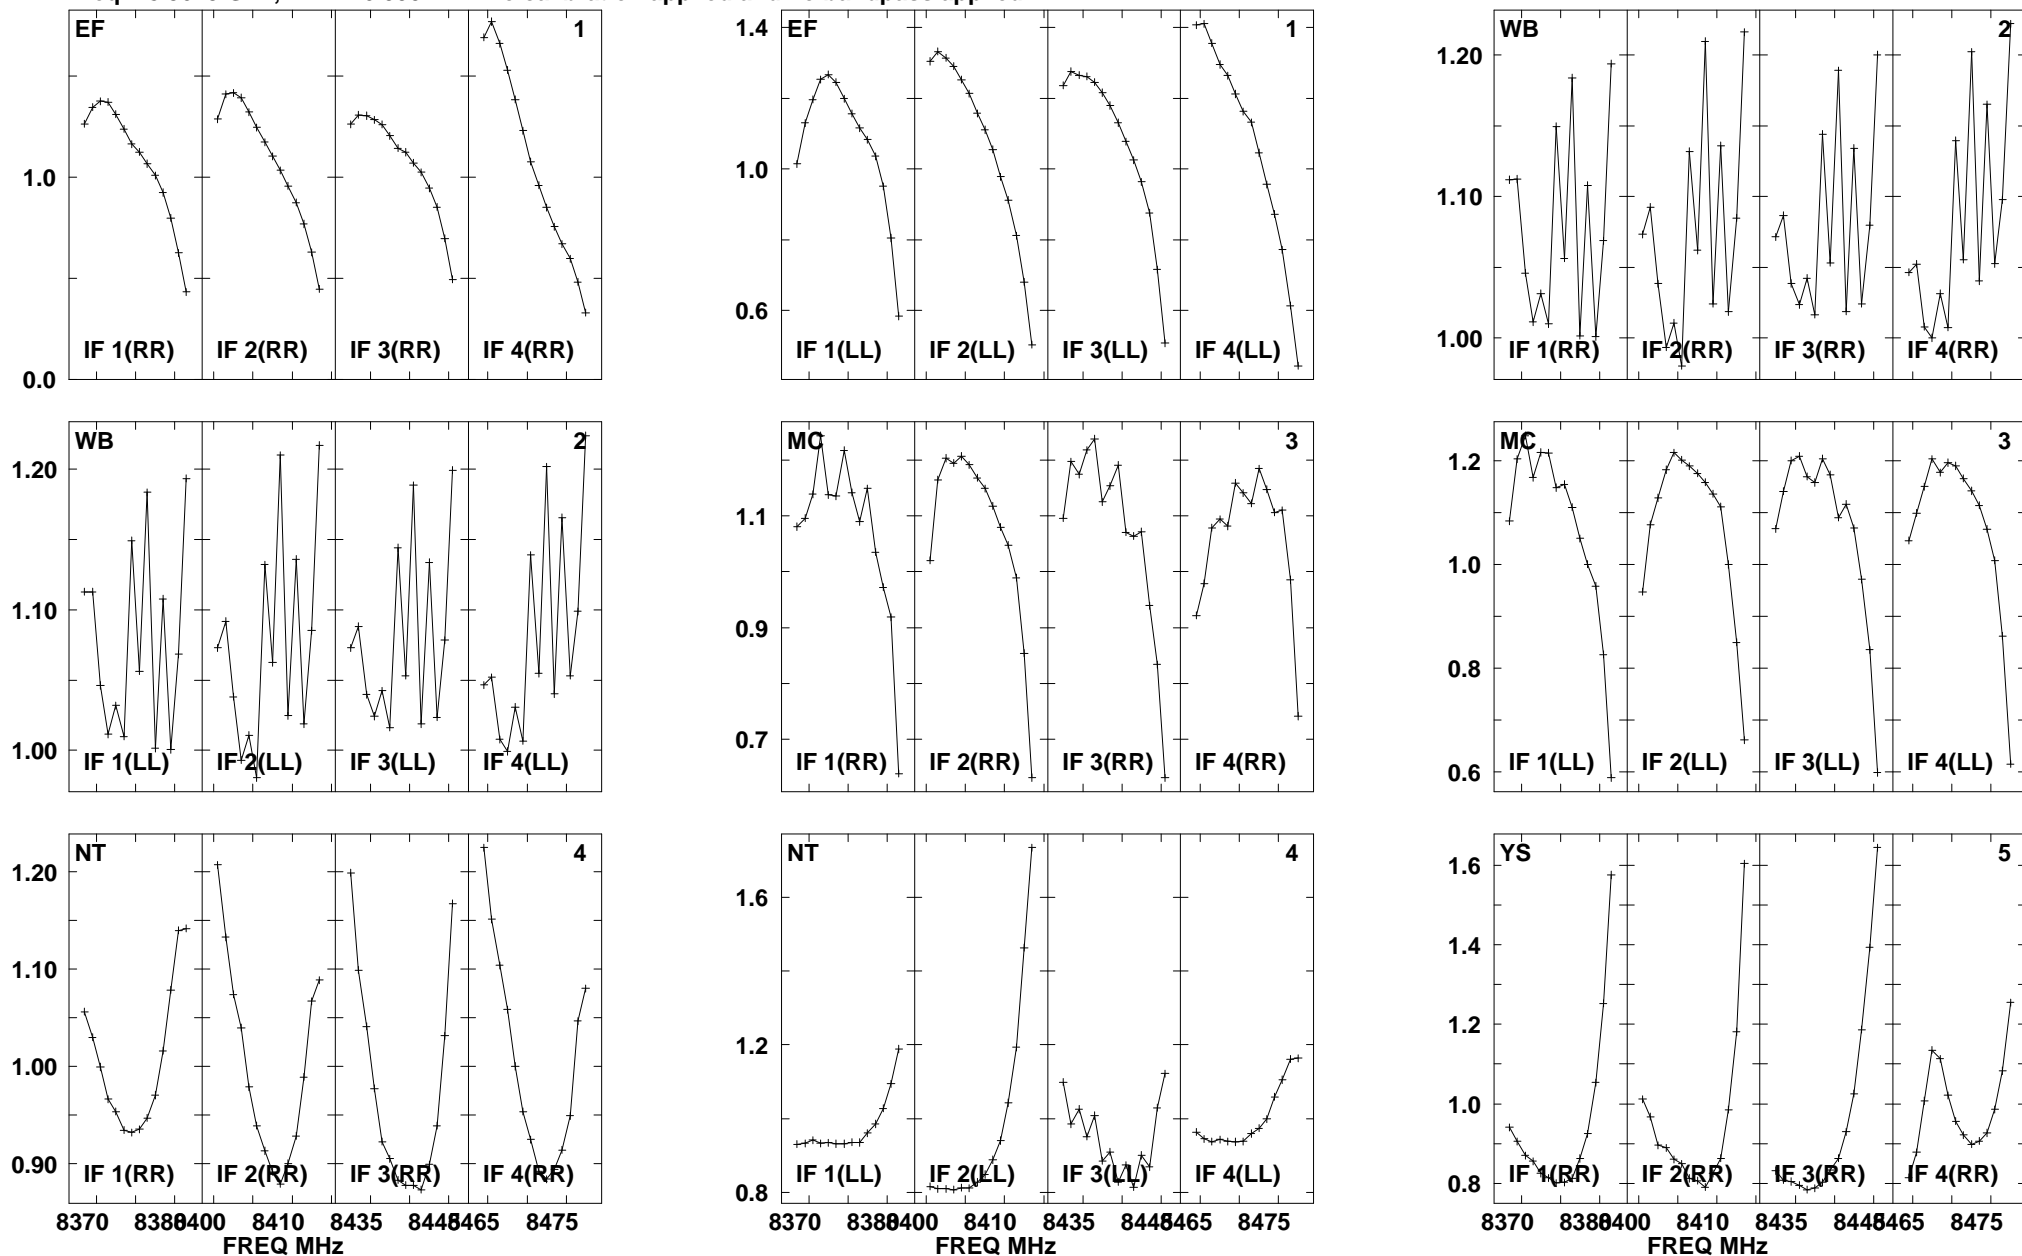 EF 1
1.0
0.0
IF 1(RR) IF 2(RR) IF 3(RR) IF 4(RR)
EF 1
1.4
1.0
0.6
IF 1(LL) IF 2(LL) IF 3(LL) IF 4(LL)
WB 2
1.20
1.10
1.00
IF 1(RR) IF 2(RR) IF 3(RR) IF 4(RR)
WB 2
1.20
1.10
1.00
IF 1(LL) IF 2(LL) IF 3(LL) IF 4(LL)
MC 3
1.1
0.9
0.7
IF 1(RR) IF 2(RR) IF 3(RR) IF 4(RR)
MC 3
1.2
1.0
0.8
0.6
IF 1(LL) IF 2(LL) IF 3(LL) IF 4(LL)
NT 4
1.20
1.10
1.00
0.90
IF 1(RR) IF 2(RR) IF 3(RR) IF 4(RR)
8370 8380 8400 8410 8435 8445 8465 8475
FREQ MHz
NT 4
1.6
1.2
0.8
IF 1(LL) IF 2(LL) IF 3(LL) IF 4(LL)
8370 8380 8400 8410 8435 8445 8465 8475
FREQ MHz
YS 5
1.6
1.4
1.2
1.0
0.8
IF 1(RR) IF 2(RR) IF 3(RR) IF 4(RR)
8370 8380 8400 8410 8435 8445 8465 8475
FREQ MHz